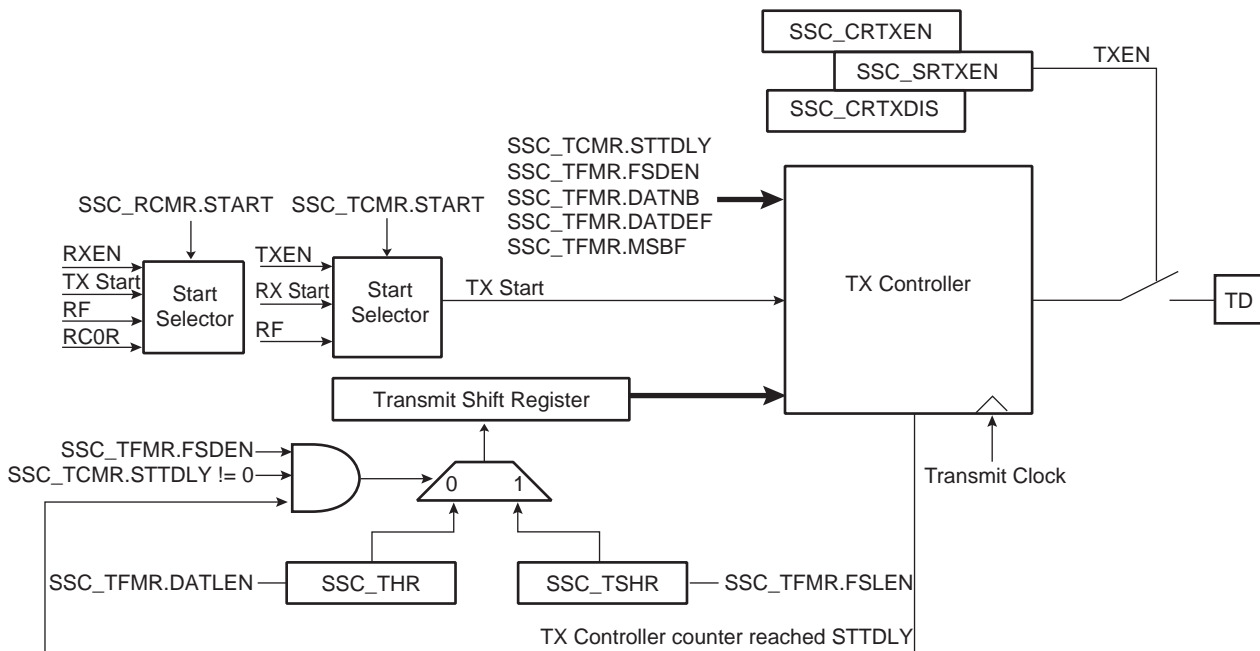 SSC_CRTXEN
SSC_SRTXEN
TXEN
SSC_CRTXDIS
SSC_TCMR.STTDLY
SSC_TFMR.FSDEN
SSC_TFMR.DATNB
SSC_TFMR.DATDEF
SSC_TFMR.MSBF
SSC_RCMR.START
SSC_TCMR.START
RXEN
TX Start
RF
RC0R
Start
Selector
TXEN
RX Start
RF
Start
Selector
TX Start
TX Controller
TD
Transmit Shift Register
Transmit Clock
SSC_TFMR.FSDEN
SSC_TCMR.STTDLY != 0
0
1
SSC_TFMR.DATLEN
SSC_THR
SSC_TSHR
SSC_TFMR.FSLEN
TX Controller counter reached STTDLY